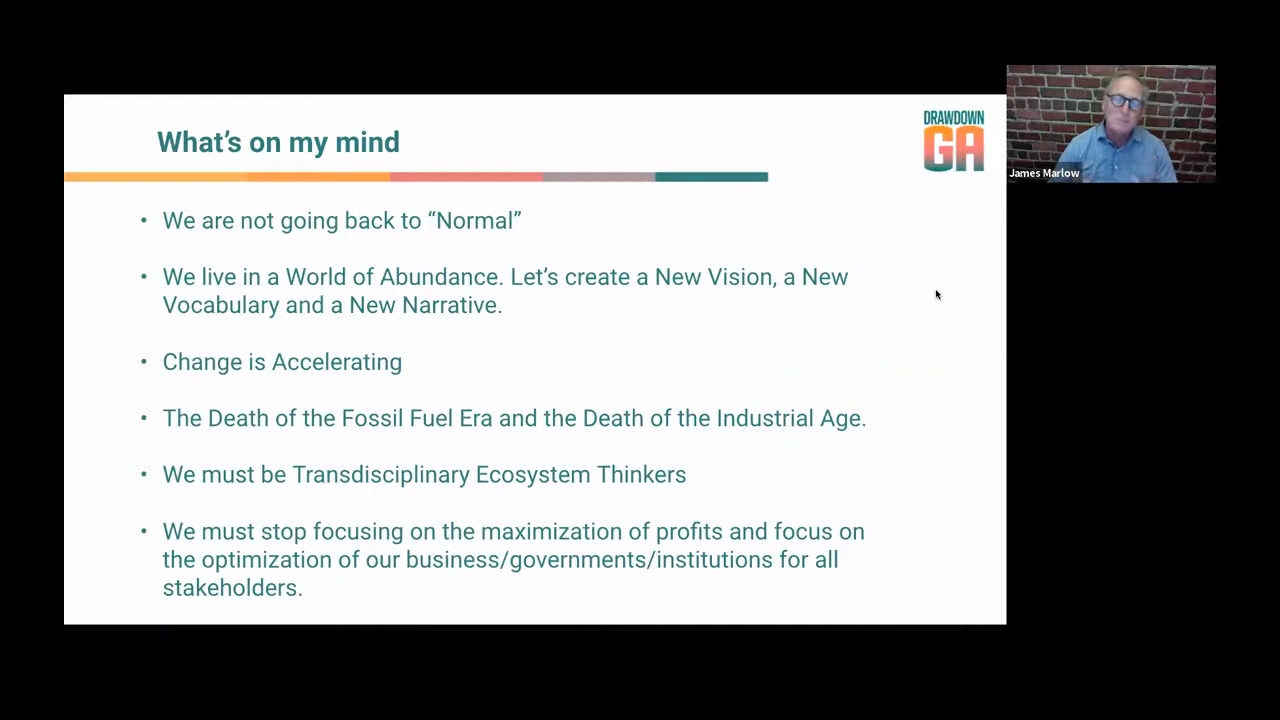 What's on my mind
DRAWDOWN
GA
James Marlow
• We are not going back to “Normal”
• We live in a World of Abundance. Let’s create a New Vision, a New
Vocabulary and a New Narrative.
• Change is Accelerating
• The Death of the Fossil Fuel Era and the Death of the Industrial Age.
• We must be Transdisciplinary Ecosystem Thinkers
• We must stop focusing on the maximization of profits and focus on
the optimization of our business/governments/institutions for all
stakeholders.